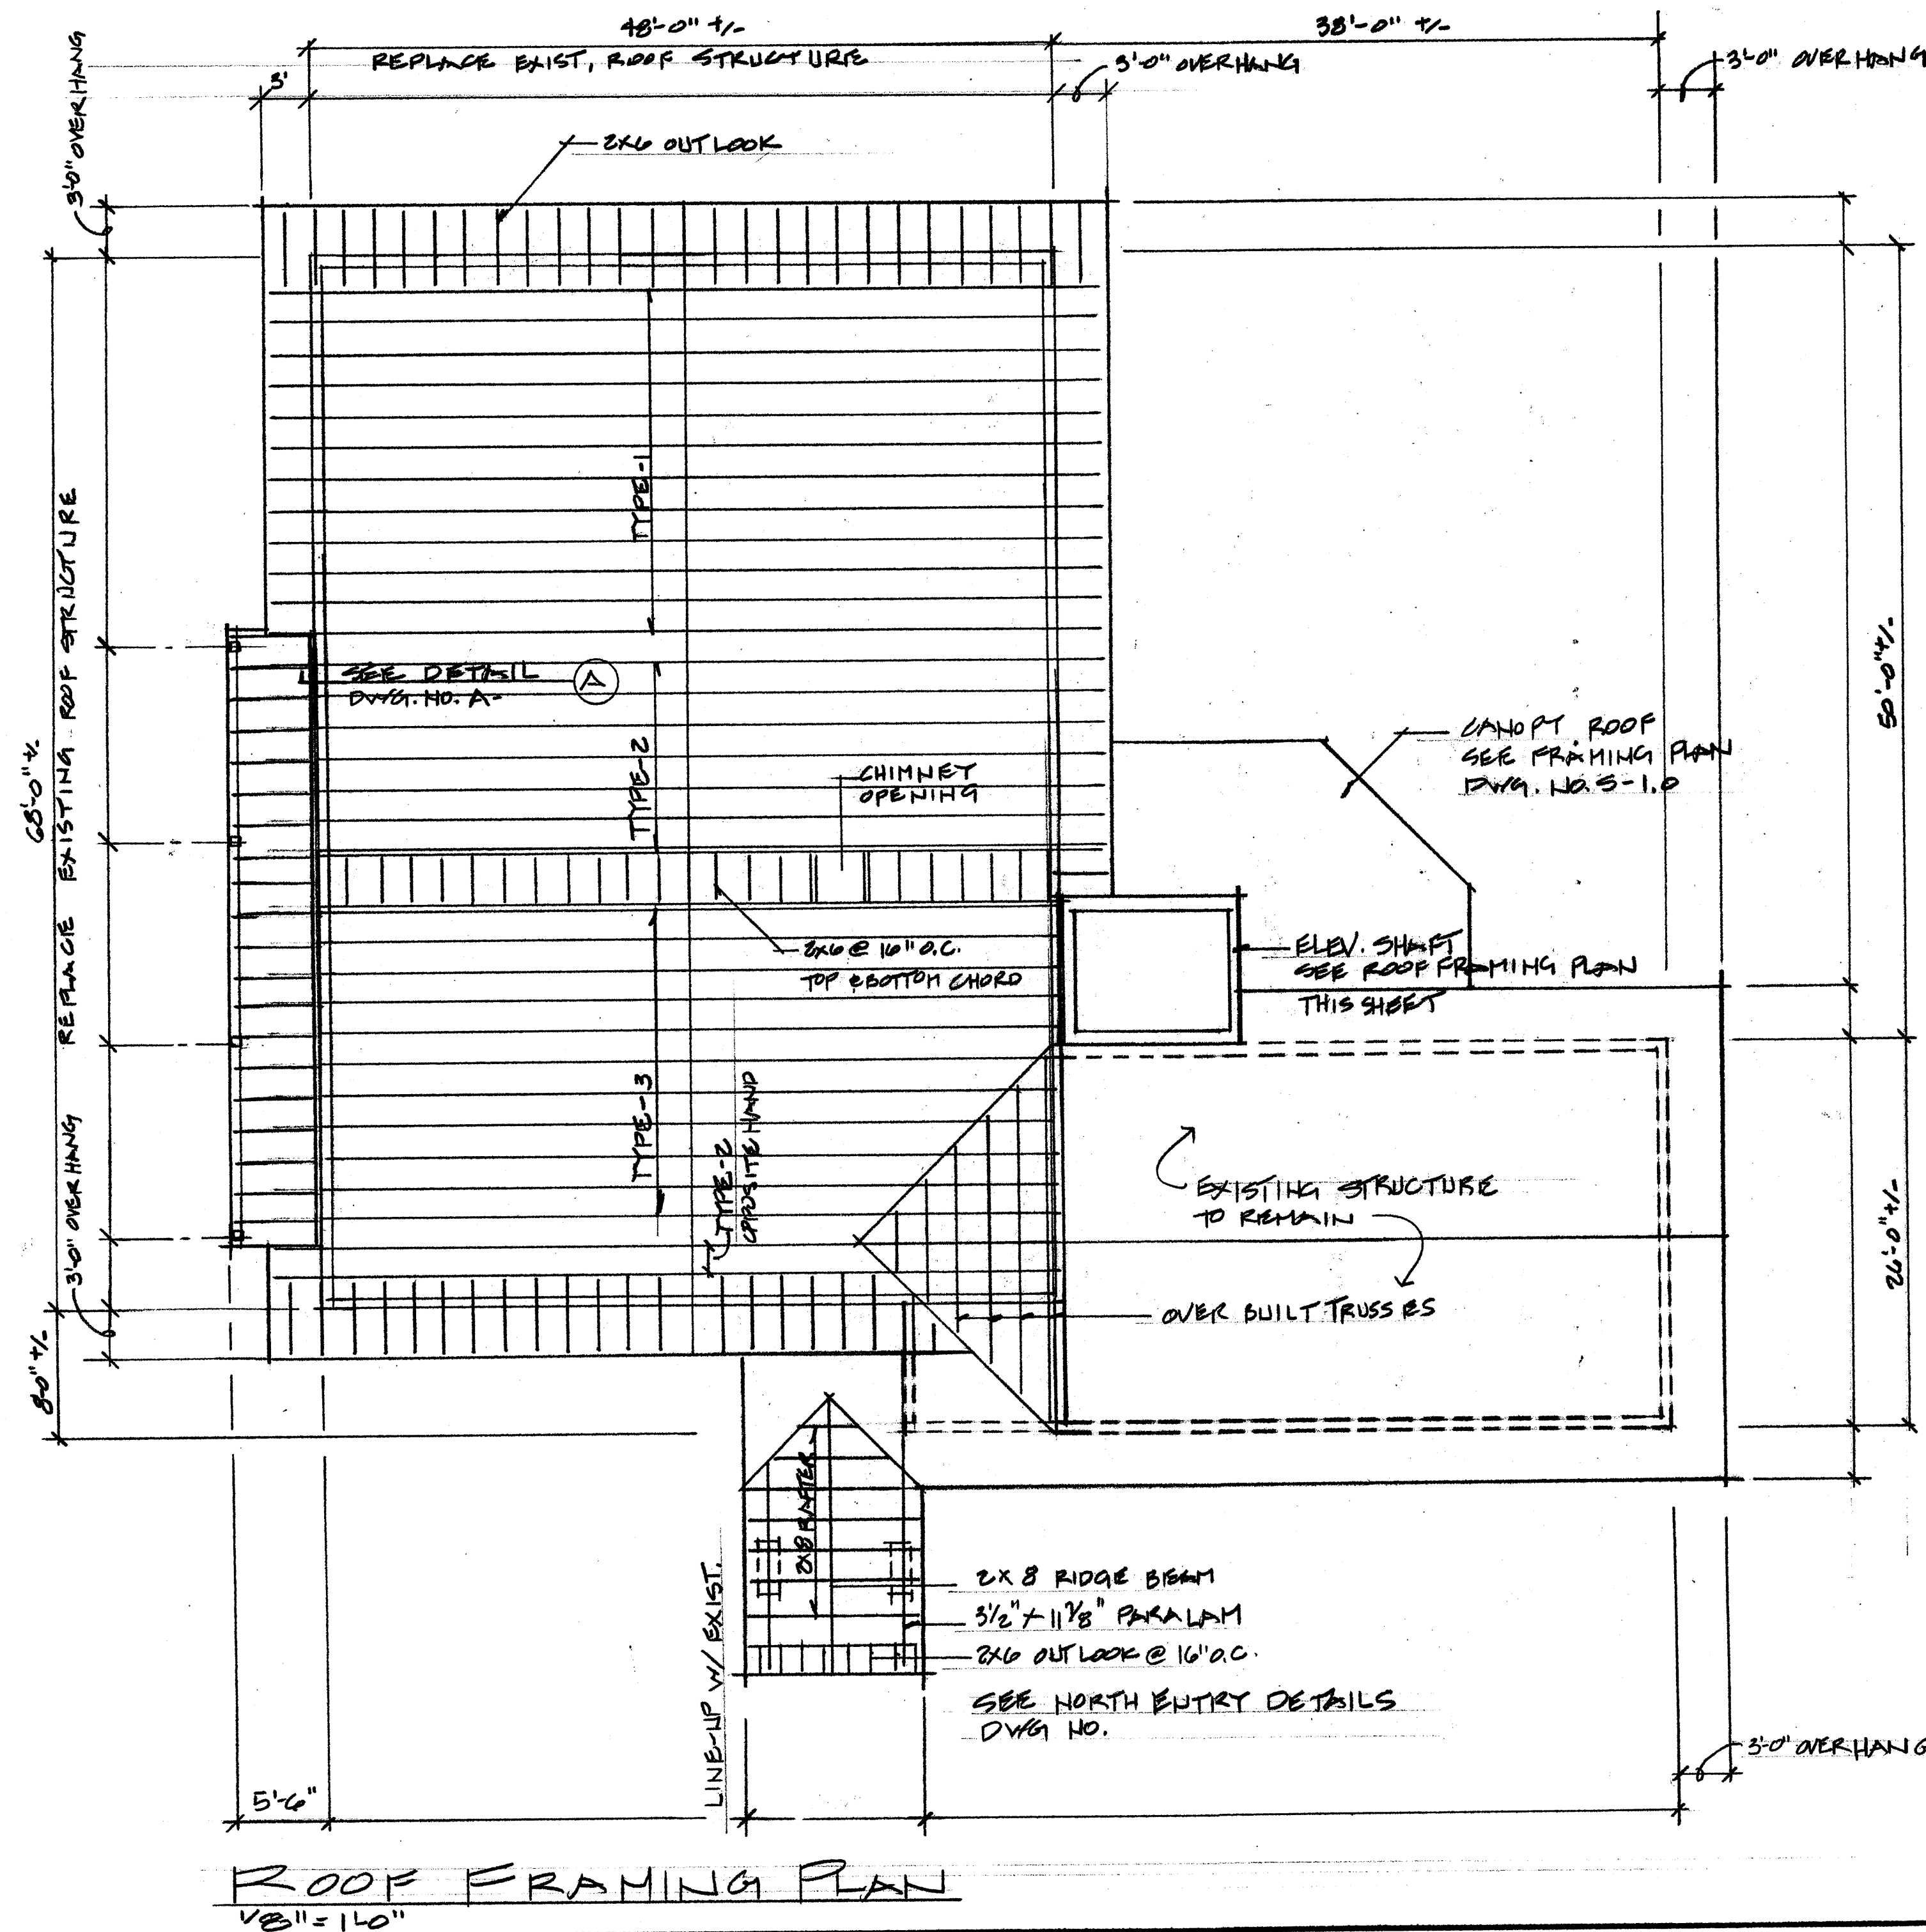 48'-0" +/-
REPLACE EXIST, ROOF STRUCTURE
38'-0" +/-
3'-0" OVERHANG
3'-0" OVERHANG
3'
3'-0" OVERHANG
2X6 OUTLOOK
TYPE-1
SEE DETAIL
DWG. NO. A-
A
TYPE-2
CHIMNEY
OPENING
CANOPY ROOF
SEE FRAMING PLAN
DWG. NO. S-1.0
50'-0" +/-
68'-0" +/-
REPLACE EXISTING ROOF STRUCTURE
2X6 @ 16" O.C.
TOP & BOTTOM CHORD
ELEV. SHAFT
SEE ROOF FRAMING PLAN
THIS SHEET
TYPE-3
TYPE-2
OPPOSITE HAND
EXISTING STRUCTURE
TO REMAIN
26'-0" +/-
3'-0" OVERHANG
8'-0" +/-
OVER BUILT TRUSSES
2X8 RAFTER
LINE-UP W/ EXIST.
2X8 RIDGE BEAM
3 1/2" X 11 7/8" PARALAM
2X6 OUTLOOK @ 16" O.C.
SEE NORTH ENTRY DETAILS
DWG NO.
3'-0" OVERHANG
5'-6"
ROOF FRAMING PLAN
1/8" = 1'-0"